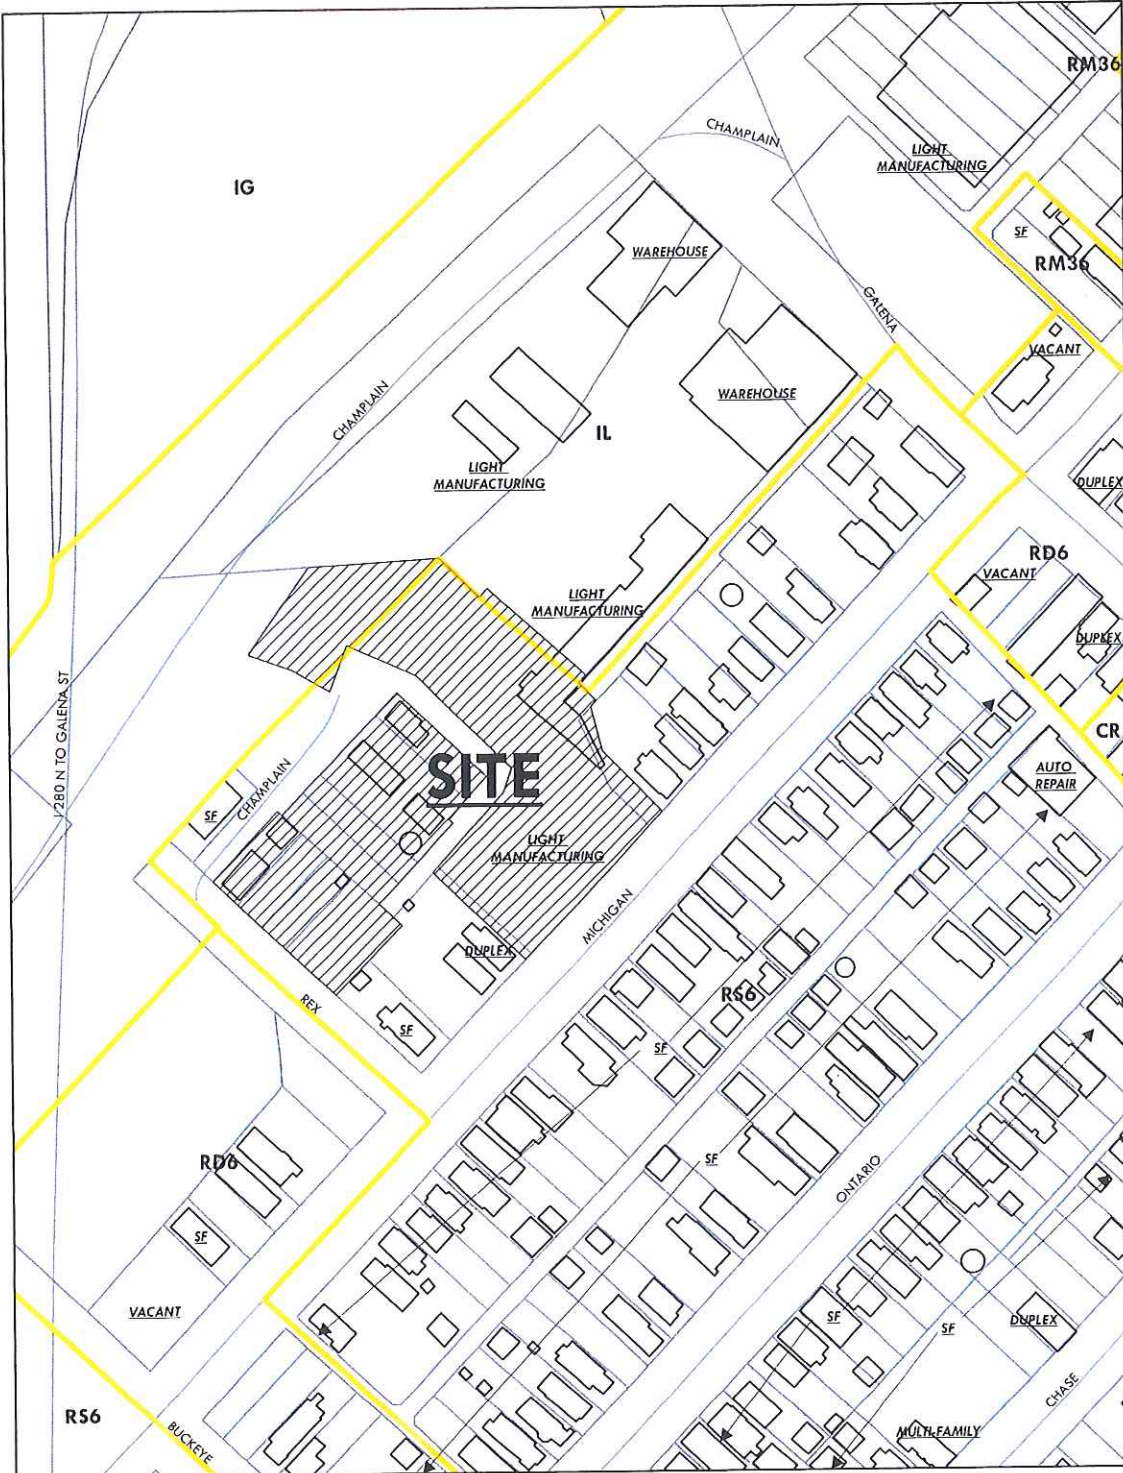 RM36
CHAMPLAIN
LIGHT
MANUFACTURING
IG
SF
WAREHOUSE
RM36
GALENA
VACANT
WAREHOUSE
CHAMPLAIN
IL
LIGHT
MANUFACTURING
DUPLEX
RD6
VACANT
LIGHT
MANUFACTURING
DUPLEX
I 280 N TO GALENA ST
CR
SITE
AUTO
REPAIR
CHAMPLAIN
SF
LIGHT
MANUFACTURING
MICHIGAN
DUPLEX
RS6
REX
SF
SF
RD6
SF
ONTARIO
SF
VACANT
SF
SF
DUPLEX
CHASE
RS6
BUCKEYE
MULTI-FAMILY